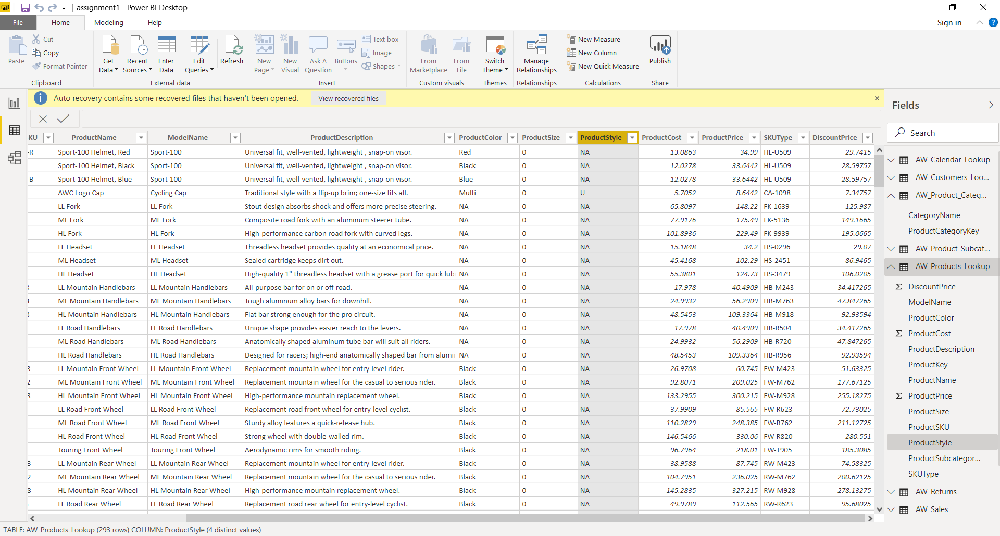 assignment1 - Power BI Desktop
File Home Modeling Help Sign in
Paste Cut Copy Format Painter Clipboard
Get Data Recent Sources Enter Data Edit Queries Refresh External data
New Page New Visual Ask A Question Buttons Text box Image Shapes Insert
From Marketplace From File Custom visuals
Switch Theme Themes
Manage Relationships Relationships
New Measure New Column New Quick Measure Calculations
Publish Share
Auto recovery contains some recovered files that haven't been opened. View recovered files
SKU ProductName ModelName ProductDescription ProductColor ProductSize ProductStyle ProductCost ProductPrice SKUType DiscountPrice
-R Sport-100 Helmet, Red Sport-100 Universal fit, well-vented, lightweight , snap-on visor. Red 0 NA 13.0863 34.99 HL-U509 29.7415
Sport-100 Helmet, Black Sport-100 Universal fit, well-vented, lightweight , snap-on visor. Black 0 NA 12.0278 33.6442 HL-U509 28.59757
-B Sport-100 Helmet, Blue Sport-100 Universal fit, well-vented, lightweight , snap-on visor. Blue 0 NA 12.0278 33.6442 HL-U509 28.59757
AWC Logo Cap Cycling Cap Traditional style with a flip-up brim; one-size fits all. Multi 0 U 5.7052 8.6442 CA-1098 7.34757
LL Fork LL Fork Stout design absorbs shock and offers more precise steering. NA 0 NA 65.8097 148.22 FK-1639 125.987
ML Fork ML Fork Composite road fork with an aluminum steerer tube. NA 0 NA 77.9176 175.49 FK-5136 149.1665
HL Fork HL Fork High-performance carbon road fork with curved legs. NA 0 NA 101.8936 229.49 FK-9939 195.0665
LL Headset LL Headset Threadless headset provides quality at an economical price. NA 0 NA 15.1848 34.2 HS-0296 29.07
ML Headset ML Headset Sealed cartridge keeps dirt out. NA 0 NA 45.4168 102.29 HS-2451 86.9465
HL Headset HL Headset High-quality 1" threadless headset with a grease port for quick lub NA 0 NA 55.3801 124.73 HS-3479 106.0205
LL Mountain Handlebars LL Mountain Handlebars All-purpose bar for on or off-road. NA 0 NA 17.978 40.4909 HB-M243 34.417265
ML Mountain Handlebars ML Mountain Handlebars Tough aluminum alloy bars for downhill. NA 0 NA 24.9932 56.2909 HB-M763 47.847265
HL Mountain Handlebars HL Mountain Handlebars Flat bar strong enough for the pro circuit. NA 0 NA 48.5453 109.3364 HB-M918 92.93594
LL Road Handlebars LL Road Handlebars Unique shape provides easier reach to the levers. NA 0 NA 17.978 40.4909 HB-R504 34.417265
ML Road Handlebars ML Road Handlebars Anatomically shaped aluminum tube bar will suit all riders. NA 0 NA 24.9932 56.2909 HB-R720 47.847265
HL Road Handlebars HL Road Handlebars Designed for racers; high-end anatomically shaped bar from alumi NA 0 NA 48.5453 109.3364 HB-R956 92.93594
3 LL Mountain Front Wheel LL Mountain Front Wheel Replacement mountain wheel for entry-level rider. Black 0 NA 26.9708 60.745 FW-M423 51.63325
2 ML Mountain Front Wheel ML Mountain Front Wheel Replacement mountain wheel for the casual to serious rider. Black 0 NA 92.8071 209.025 FW-M762 177.67125
8 HL Mountain Front Wheel HL Mountain Front Wheel High-performance mountain replacement wheel. Black 0 NA 133.2955 300.215 FW-M928 255.18275
LL Road Front Wheel LL Road Front Wheel Replacement road front wheel for entry-level cyclist. Black 0 NA 37.9909 85.565 FW-R623 72.73025
ML Road Front Wheel ML Road Front Wheel Sturdy alloy features a quick-release hub. Black 0 NA 110.2829 248.385 FW-R762 211.12725
HL Road Front Wheel HL Road Front Wheel Strong wheel with double-walled rim. Black 0 NA 146.5466 330.06 FW-R820 280.551
Touring Front Wheel Touring Front Wheel Aerodynamic rims for smooth riding. Black 0 NA 96.7964 218.01 FW-T905 185.3085
3 LL Mountain Rear Wheel LL Mountain Rear Wheel Replacement mountain wheel for entry-level rider. Black 0 NA 38.9588 87.745 RW-M423 74.58325
2 ML Mountain Rear Wheel ML Mountain Rear Wheel Replacement mountain wheel for the casual to serious rider. Black 0 NA 104.7951 236.025 RW-M762 200.62125
8 HL Mountain Rear Wheel HL Mountain Rear Wheel High-performance mountain replacement wheel. Black 0 NA 145.2835 327.215 RW-M928 278.13275
LL Road Rear Wheel LL Road Rear Wheel Replacement road rear wheel for entry-level cyclist. Black 0 NA 49.9789 112.565 RW-R623 95.68025
Fields
Search
AW_Calendar_Lookup
AW_Customers_Loo...
AW_Product_Categ...
CategoryName
ProductCategoryKey
AW_Product_Subcat...
AW_Products_Lookup
Σ DiscountPrice
ModelName
ProductColor
Σ ProductCost
ProductDescription
ProductKey
ProductName
Σ ProductPrice
ProductSize
ProductSKU
ProductStyle
ProductSubcategor...
SKUType
AW_Returns
AW_Sales
TABLE: AW_Products_Lookup (293 rows) COLUMN: ProductStyle (4 distinct values)